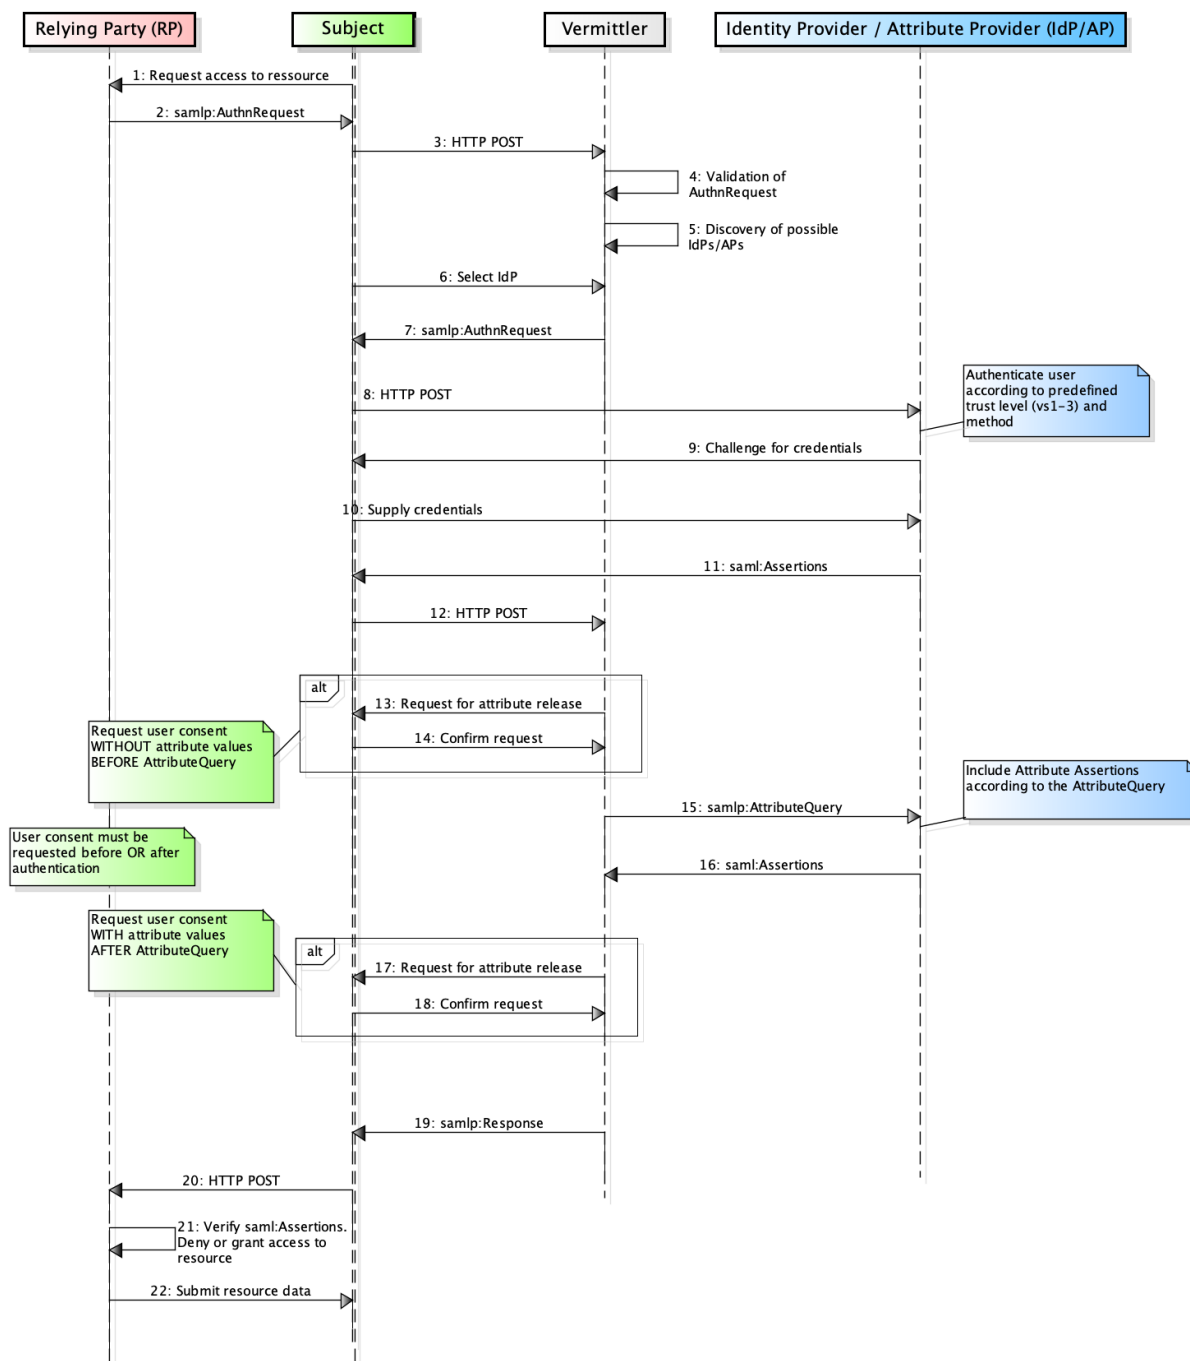 Relying Party (RP)
Subject
Vermittler
Identity Provider / Attribute Provider (IdP/AP)
1: Request access to ressource
2: samlp:AuthnRequest
3: HTTP POST
4: Validation of
AuthnRequest
5: Discovery of possible
IdPs/APs
6: Select IdP
7: samlp:AuthnRequest
8: HTTP POST
Authenticate user
according to predefined
trust level (vs1-3) and
method
9: Challenge for credentials
10: Supply credentials
11: saml:Assertions
12: HTTP POST
alt
13: Request for attribute release
14: Confirm request
Request user consent
WITHOUT attribute values
BEFORE AttributeQuery
Include Attribute Assertions
according to the AttributeQuery
15: samlp:AttributeQuery
User consent must be
requested before OR after
authentication
16: saml:Assertions
Request user consent
WITH attribute values
AFTER AttributeQuery
alt
17: Request for attribute release
18: Confirm request
19: samlp:Response
20: HTTP POST
21: Verify saml:Assertions.
Deny or grant access to
resource
22: Submit resource data